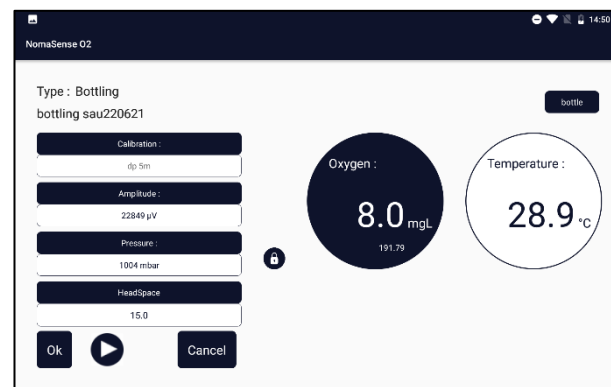 14:50
NomaSense O2
Type : Bottling
bottling sau220621
bottle
Calibration :
dp 5m
Amplitude :
22849 µV
Pressure :
1004 mbar
HeadSpace
15.0
Ok
Cancel
Oxygen :
8.0 mgL
191.79
Temperature :
28.9 °C